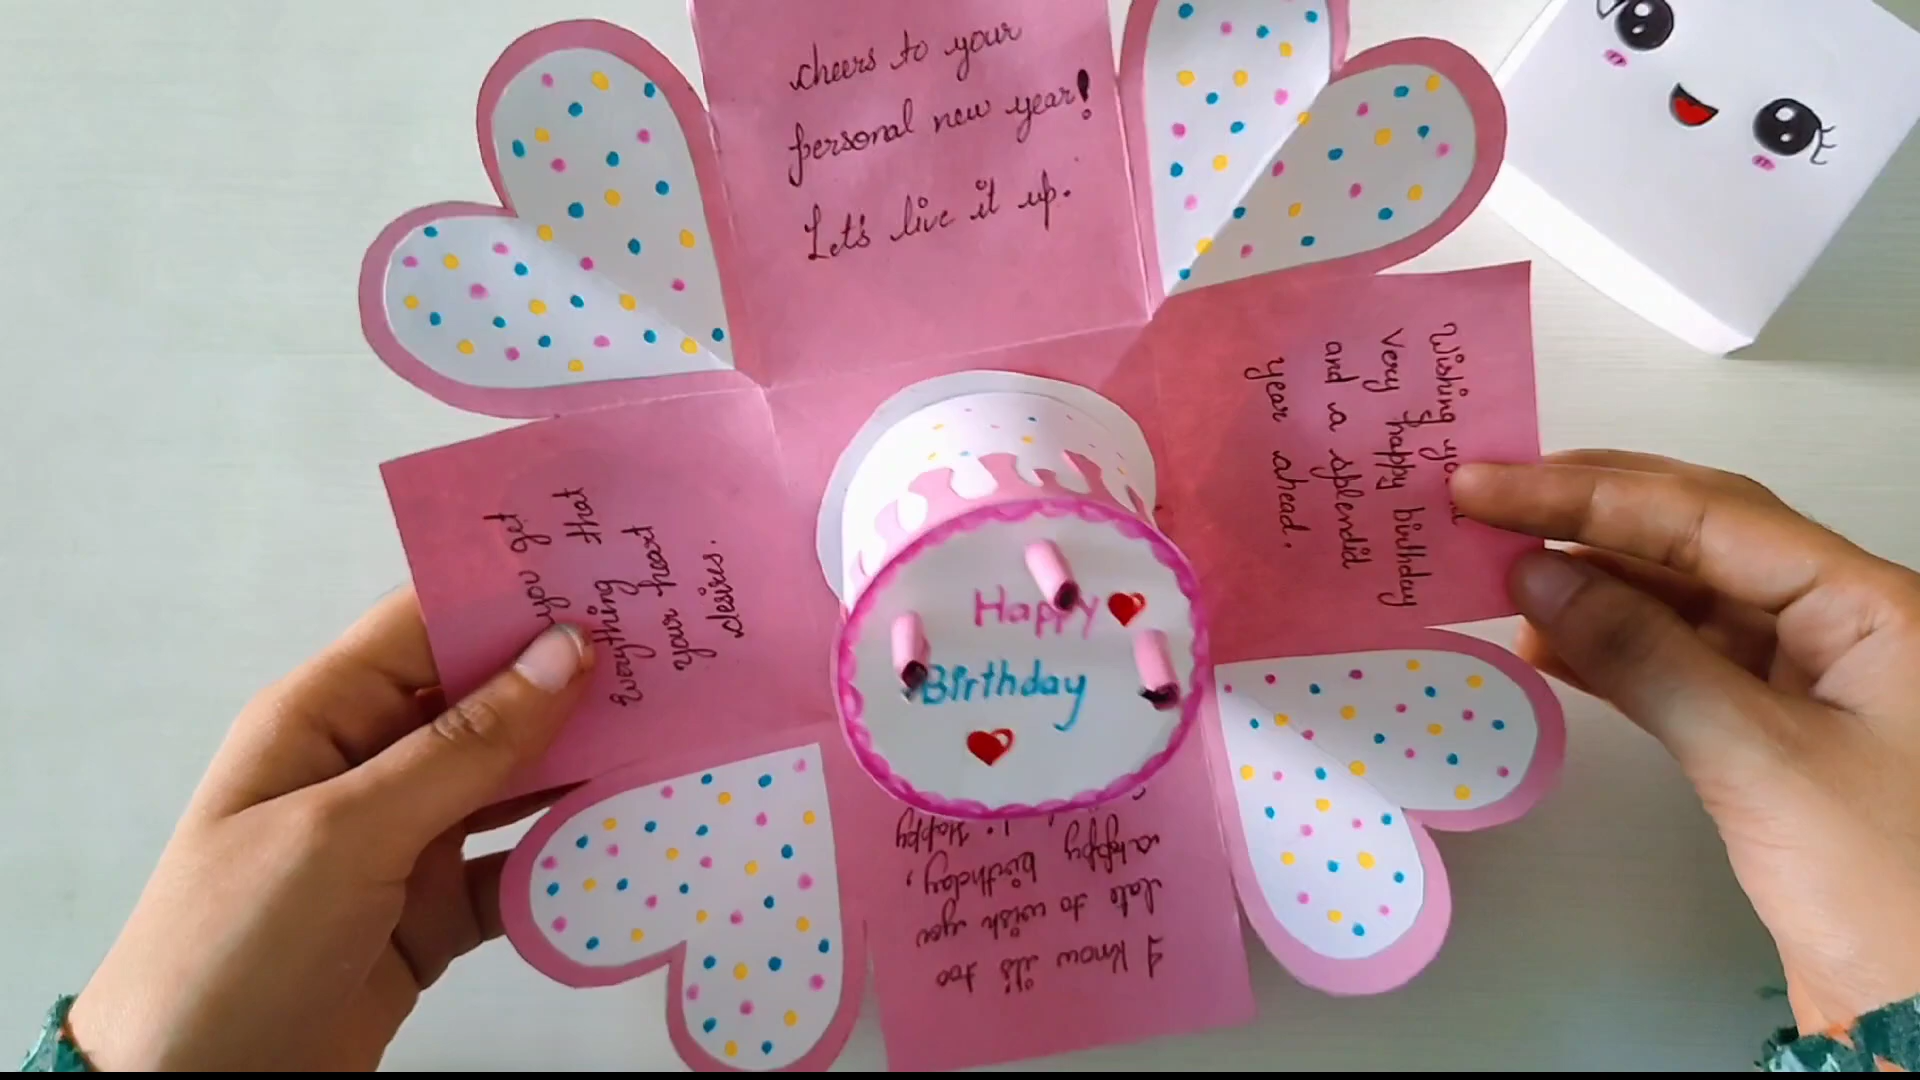 cheers to your
personal new year!
Let's live it up.
Wishing you
Very happy birthday
and a splendid
year ahead.
you get
everything that
your heart
desires.
Happy
Birthday
I know it's too
late to wish you
happy birthday,
Happy